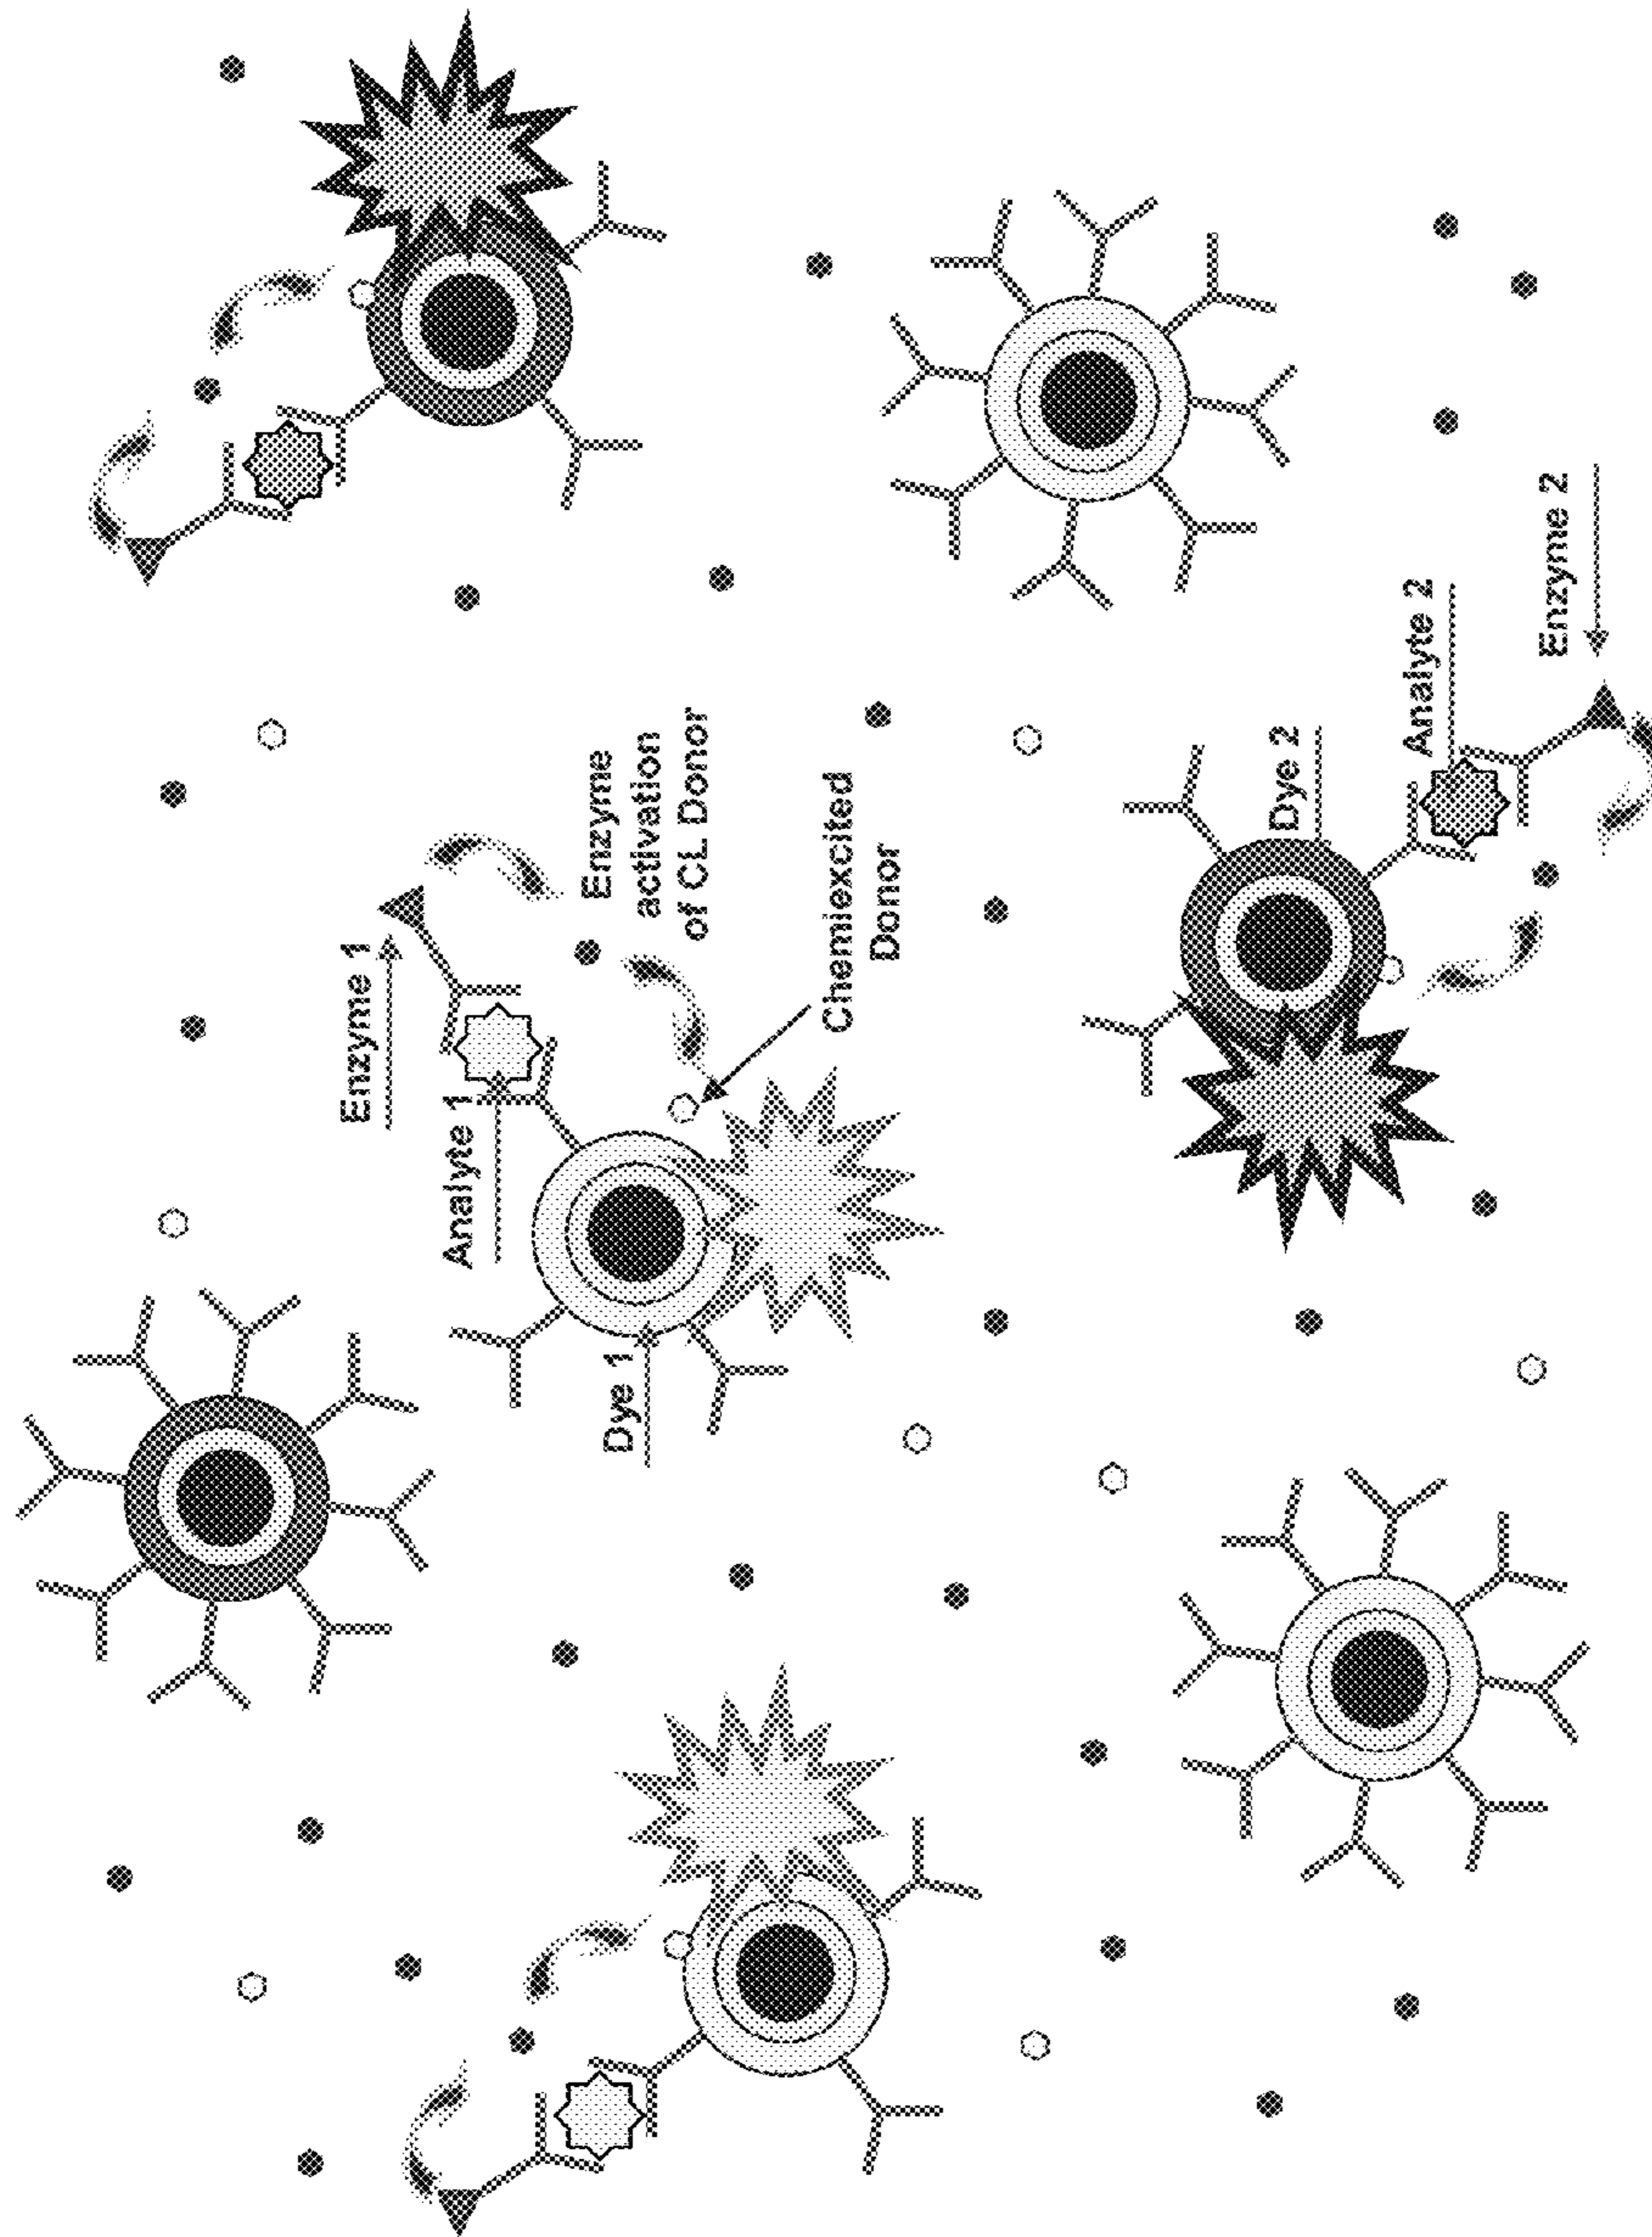 Enzyme 1
Analyte 1
Dye 1
Enzyme
activation
of CL Donor
Chemiexcited
Donor
Dye 2
Analyte 2
Enzyme 2